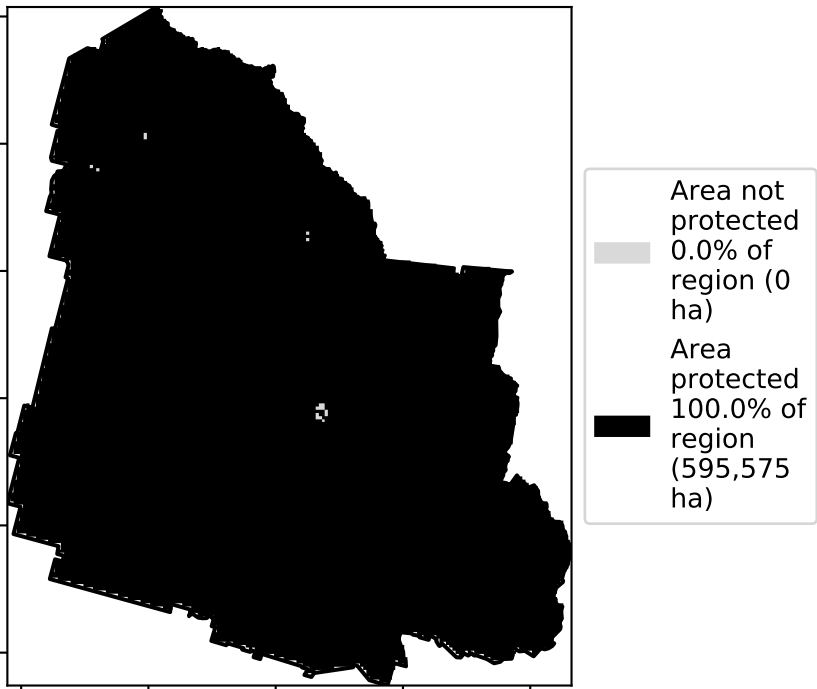 Area not
protected
0.0% of
region (0
ha)
Area
protected
100.0% of
region
(595,575
ha)